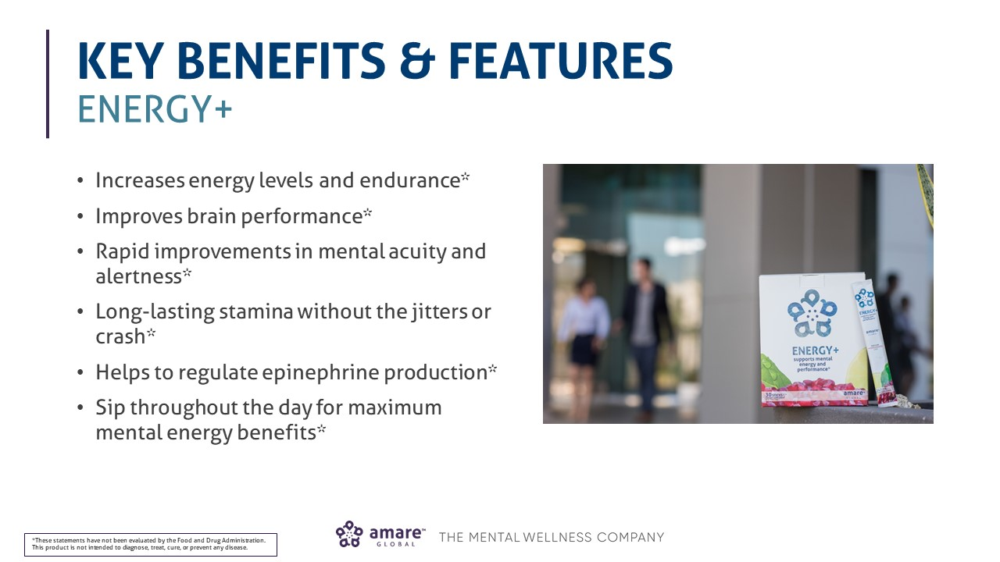 KEY BENEFITS & FEATURES
ENERGY+
• Increases energy levels and endurance*
• Improves brain performance*
• Rapid improvements in mental acuity and
alertness*
• Long-lasting stamina without the jitters or
crash*
• Helps to regulate epinephrine production*
• Sip throughout the day for maximum
mental energy benefits*
ENERGY+
supports mental
energy and
performance*
30
amare
ENERGY+
amare
*These statements have not been evaluated by the Food and Drug Administration.
This product is not intended to diagnose, treat, cure, or prevent any disease.
amare™
GLOBAL
THE MENTAL WELLNESS COMPANY